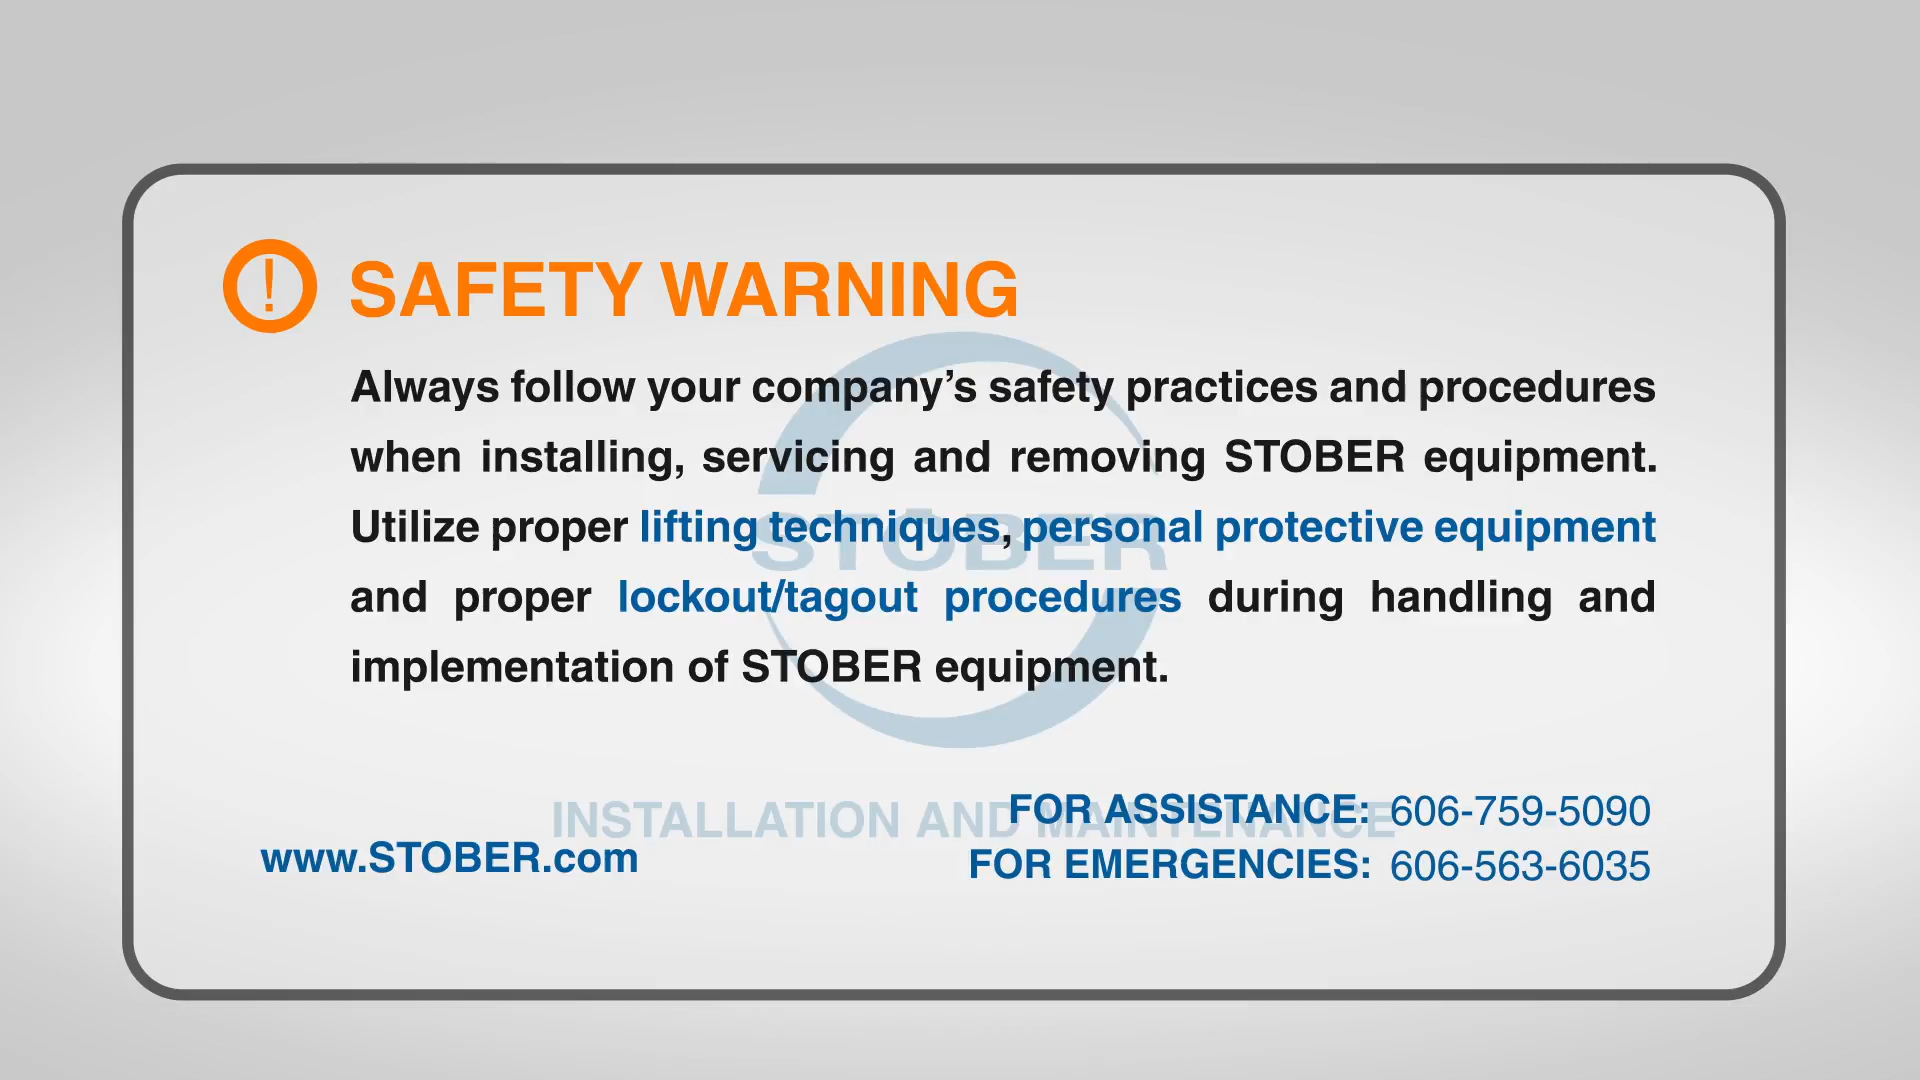 ! SAFETY WARNING
Always follow your company’s safety practices and procedures
when installing, servicing and removing STOBER equipment.
Utilize proper lifting techniques, personal protective equipment
and proper lockout/tagout procedures during handling and
implementation of STOBER equipment.
STÖBER
INSTALLATION AND MAINTENANCE
FOR ASSISTANCE: 606-759-5090
www.STOBER.com
FOR EMERGENCIES: 606-563-6035